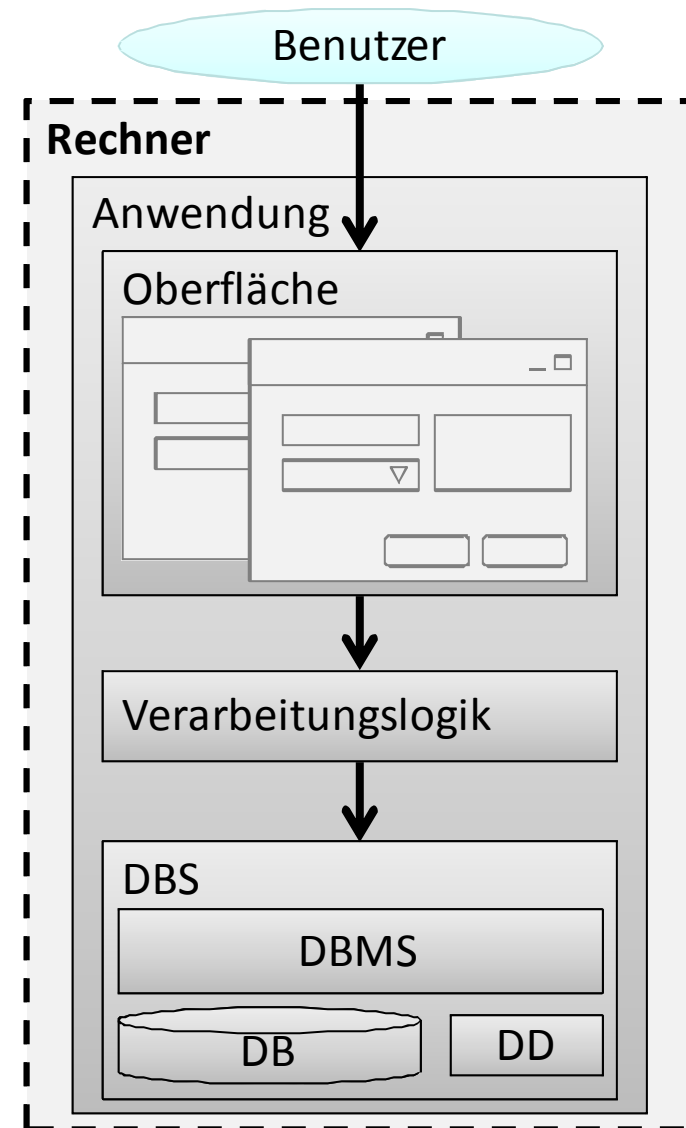 Benutzer
Rechner
Anwendung
Oberfläche
Verarbeitungslogik
DBS
DBMS
DB
DD